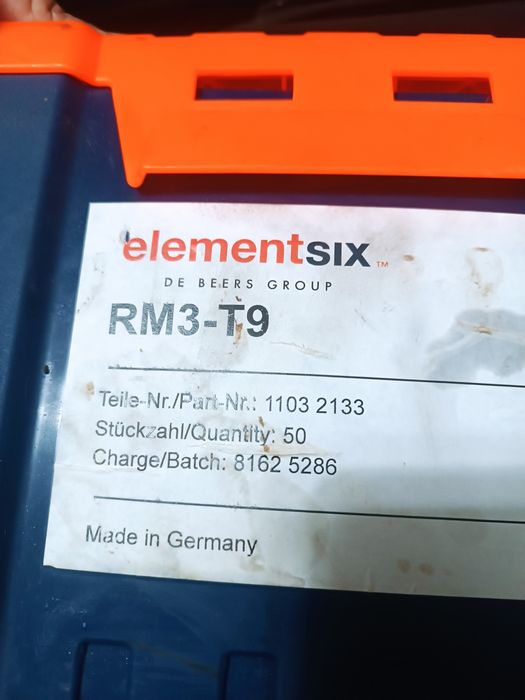 elementsix™
DE BEERS GROUP
RM3-T9
Teile-Nr./Part-Nr.: 1103 2133
Stückzahl/Quantity: 50
Charge/Batch: 8162 5286
Made in Germany